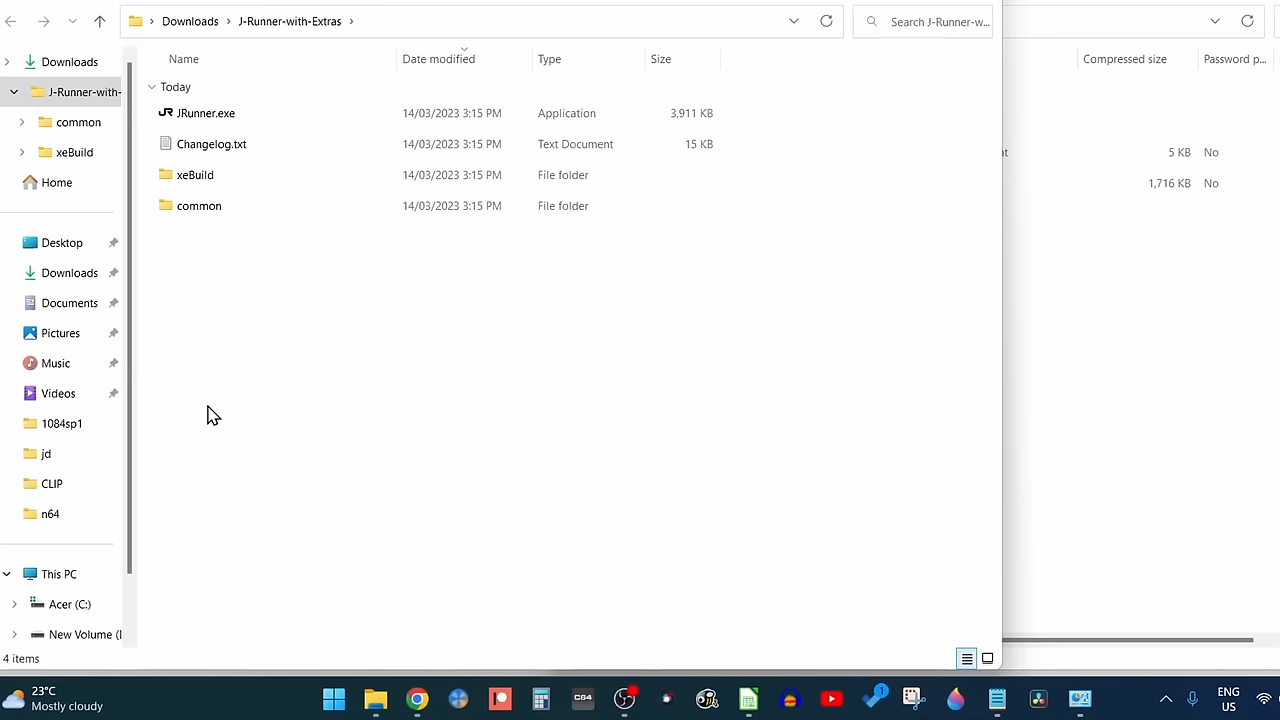 Downloads › J-Runner-with-Extras ›
Search J-Runner-w...
Name
Date modified
Type
Size
Compressed size
Password p...
Downloads
J-Runner-with-
common
xeBuild
Home
Desktop
Downloads
Documents
Pictures
Music
Videos
1084sp1
jd
CLIP
n64
This PC
Acer (C:)
New Volume (
Today
JRunner.exe 14/03/2023 3:15 PM Application 3,911 KB
Changelog.txt 14/03/2023 3:15 PM Text Document 15 KB
xeBuild 14/03/2023 3:15 PM File folder
common 14/03/2023 3:15 PM File folder
5 KB No
1,716 KB No
4 items
23°C
Mostly cloudy
C64
1
ENG
US